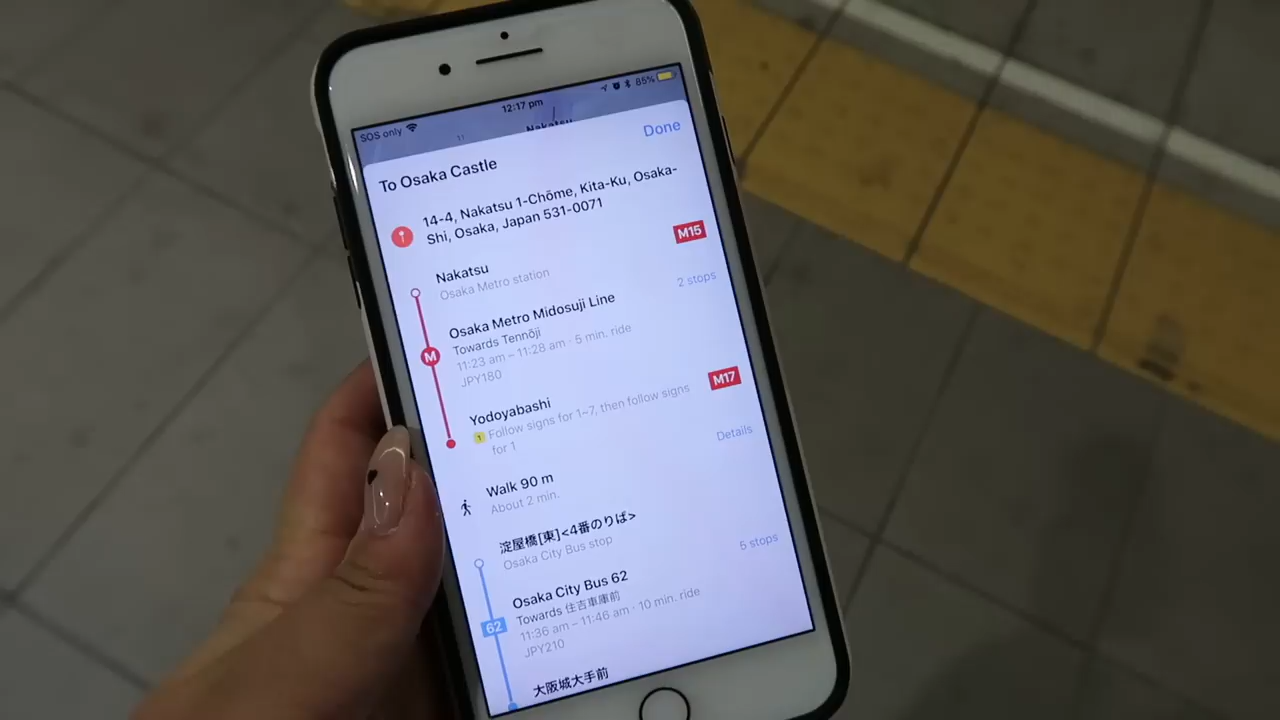 SOS only
12:17 pm
85%
Nakatsu
Done
To Osaka Castle
14-4, Nakatsu 1-Chōme, Kita-Ku, Osaka-
Shi, Osaka, Japan 531-0071
Nakatsu
M15
Osaka Metro station
Osaka Metro Midosuji Line
2 stops
Towards Tennōji
M
11:23 am – 11:28 am · 5 min. ride
JPY180
Yodoyabashi
M17
1 Follow signs for 1~7, then follow signs
for 1
Details
Walk 90 m
About 2 min.
淀屋橋[東]<4番のりば>
Osaka City Bus stop
5 stops
Osaka City Bus 62
Towards 住吉車庫前
62
11:36 am – 11:46 am · 10 min. ride
JPY210
大阪城大手前